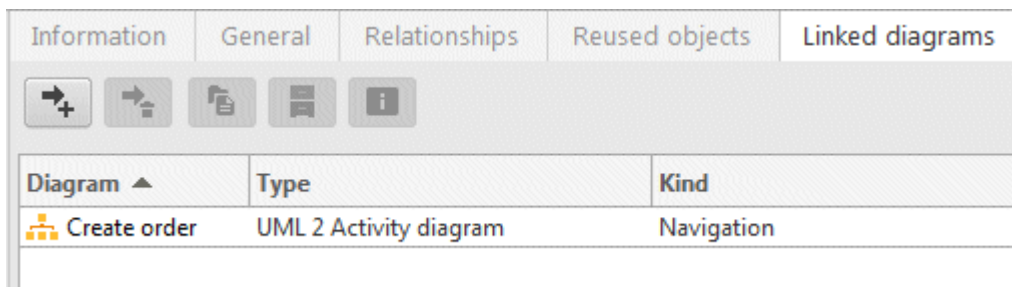 Information General Relationships Reused objects Linked diagrams
Diagram Type Kind
Create order UML 2 Activity diagram Navigation